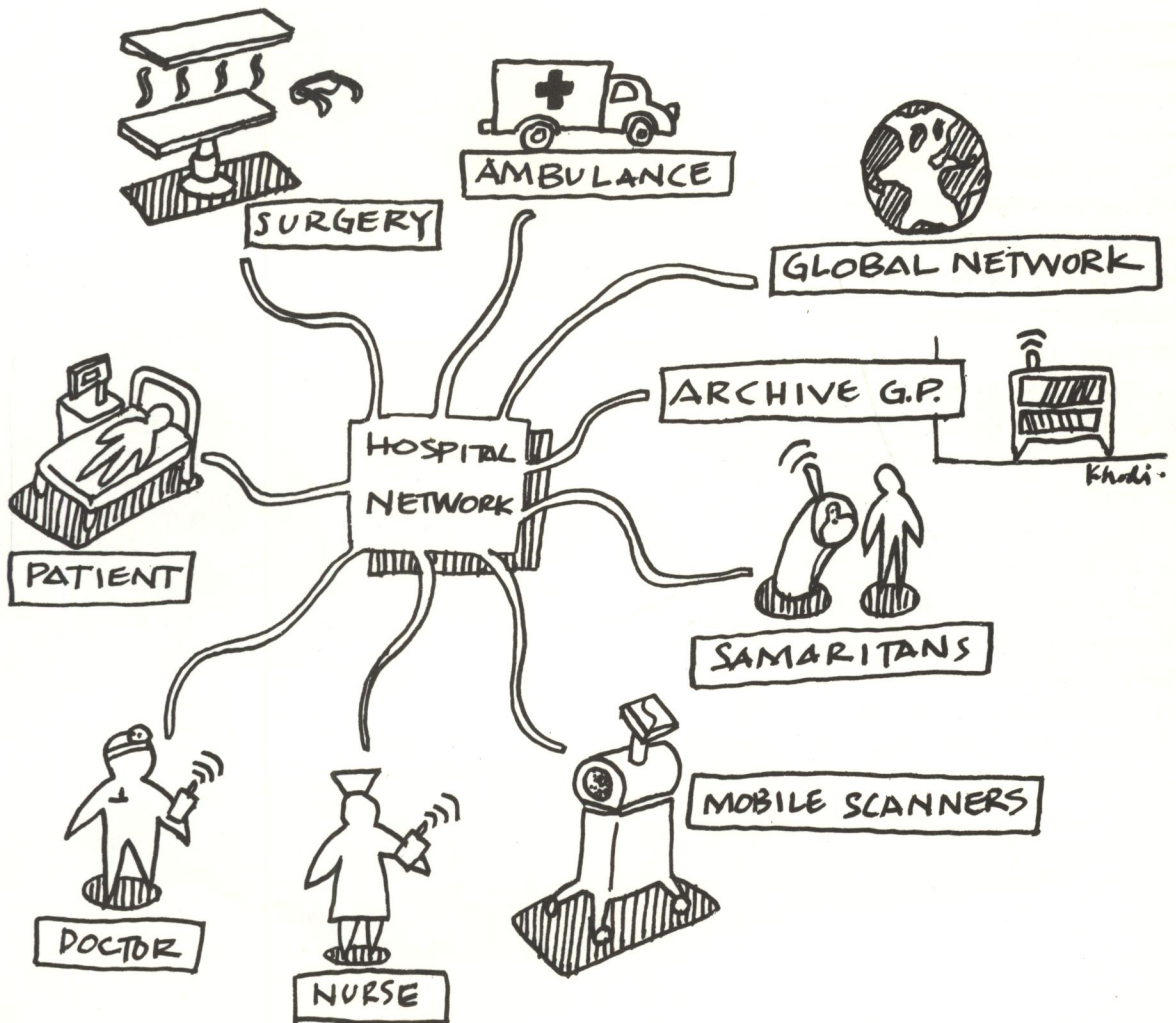 SURGERY
AMBULANCE
GLOBAL NETWORK
ARCHIVE G.P.
HOSPITAL
NETWORK
Khodi
PATIENT
SAMARITANS
MOBILE SCANNERS
DOCTOR
NURSE